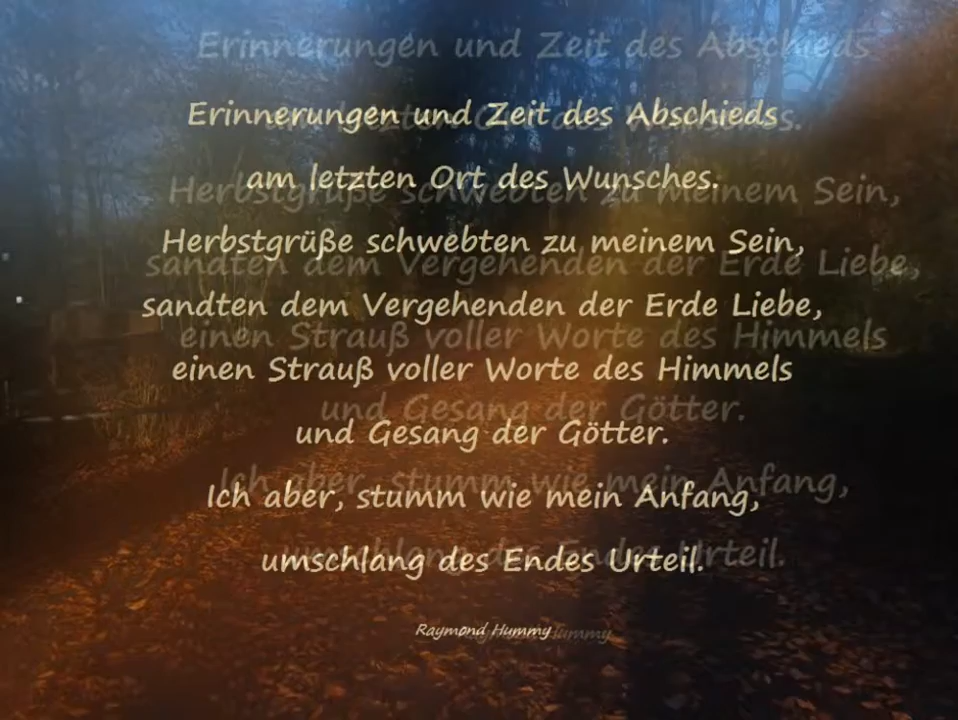 Erinnerungen und Zeit des Abschieds
am letzten Ort des Wunsches.
Herbstgrüße schwebten zu meinem Sein,
sandten dem Vergehenden der Erde Liebe,
einen Strauß voller Worte des Himmels
und Gesang der Götter.
Ich aber, stumm wie mein Anfang,
umschlang des Endes Urteil.
Raymond Hummy